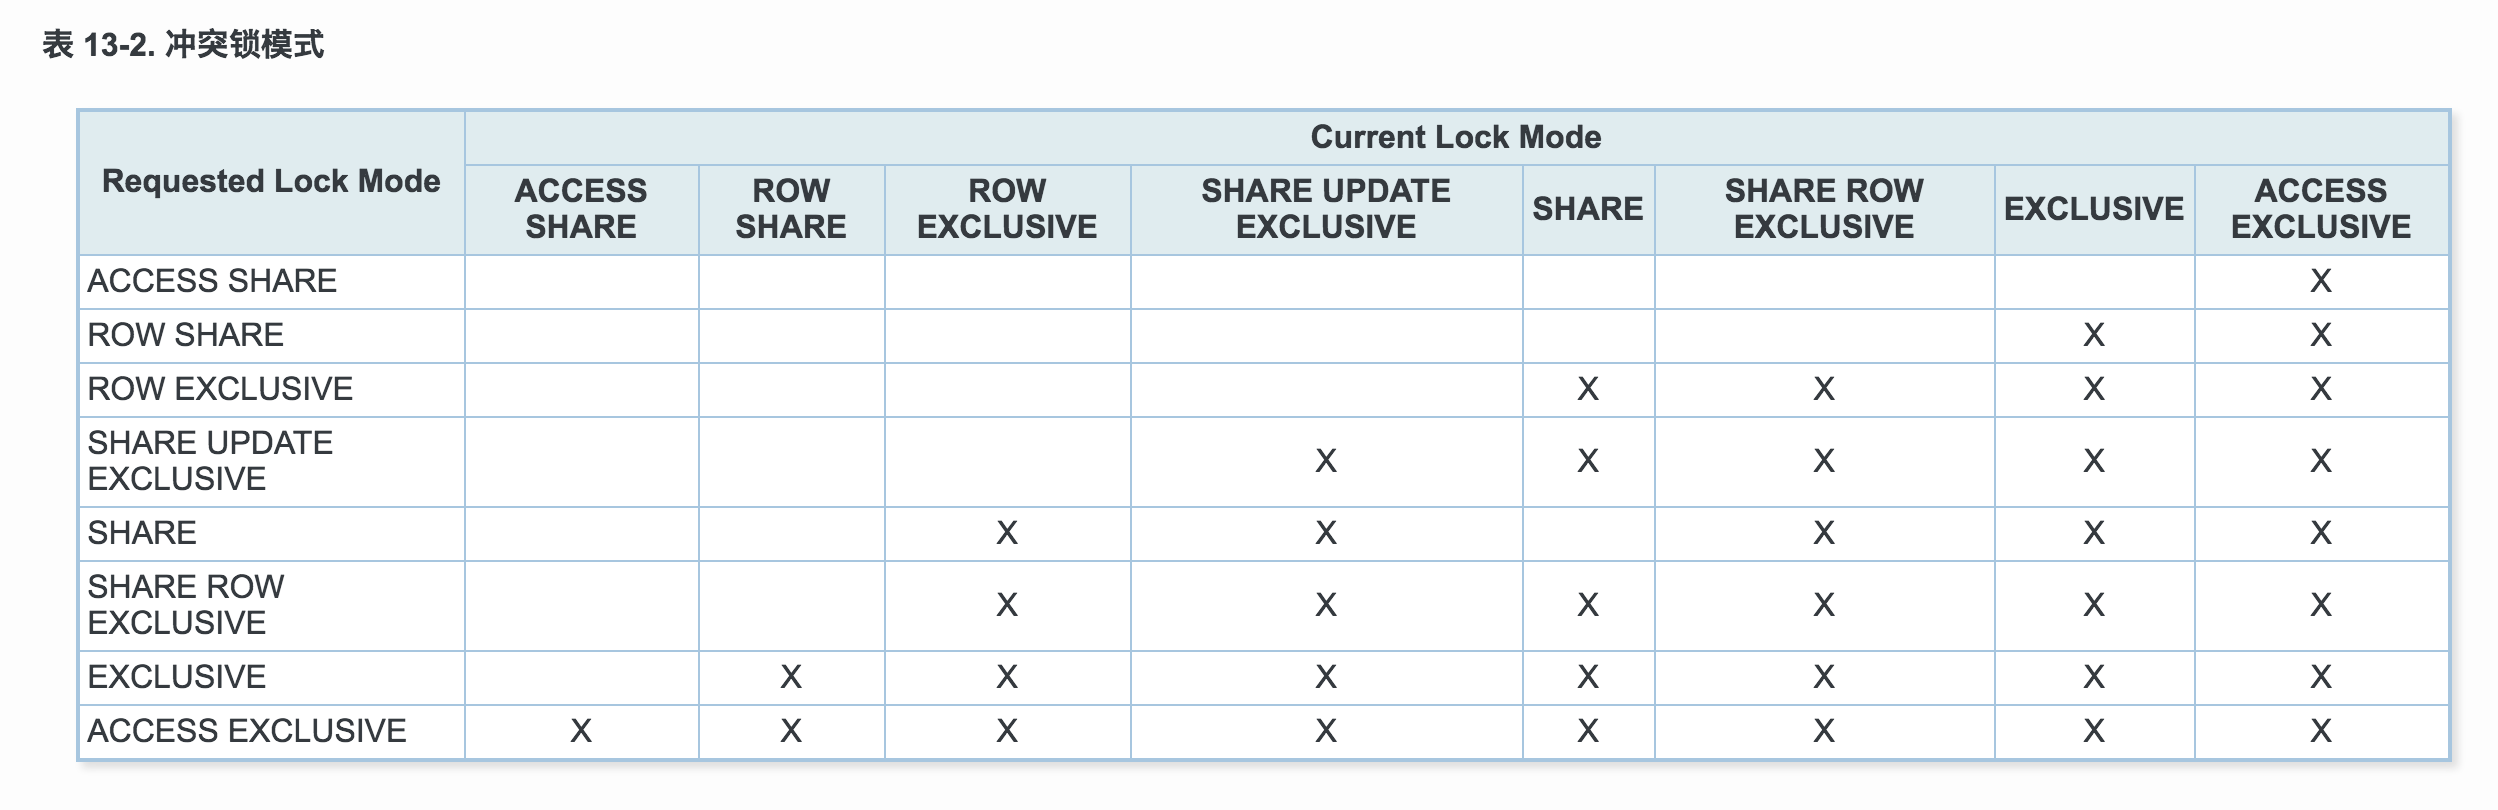 表 13-2. 冲突锁模式
Requested Lock Mode
Current Lock Mode
ACCESS SHARE
ROW SHARE
ROW EXCLUSIVE
SHARE UPDATE EXCLUSIVE
SHARE
SHARE ROW EXCLUSIVE
EXCLUSIVE
ACCESS EXCLUSIVE
ACCESS SHARE X
ROW SHARE X X
ROW EXCLUSIVE X X X X
SHARE UPDATE EXCLUSIVE X X X X X
SHARE X X X X X
SHARE ROW EXCLUSIVE X X X X X X
EXCLUSIVE X X X X X X X
ACCESS EXCLUSIVE X X X X X X X X